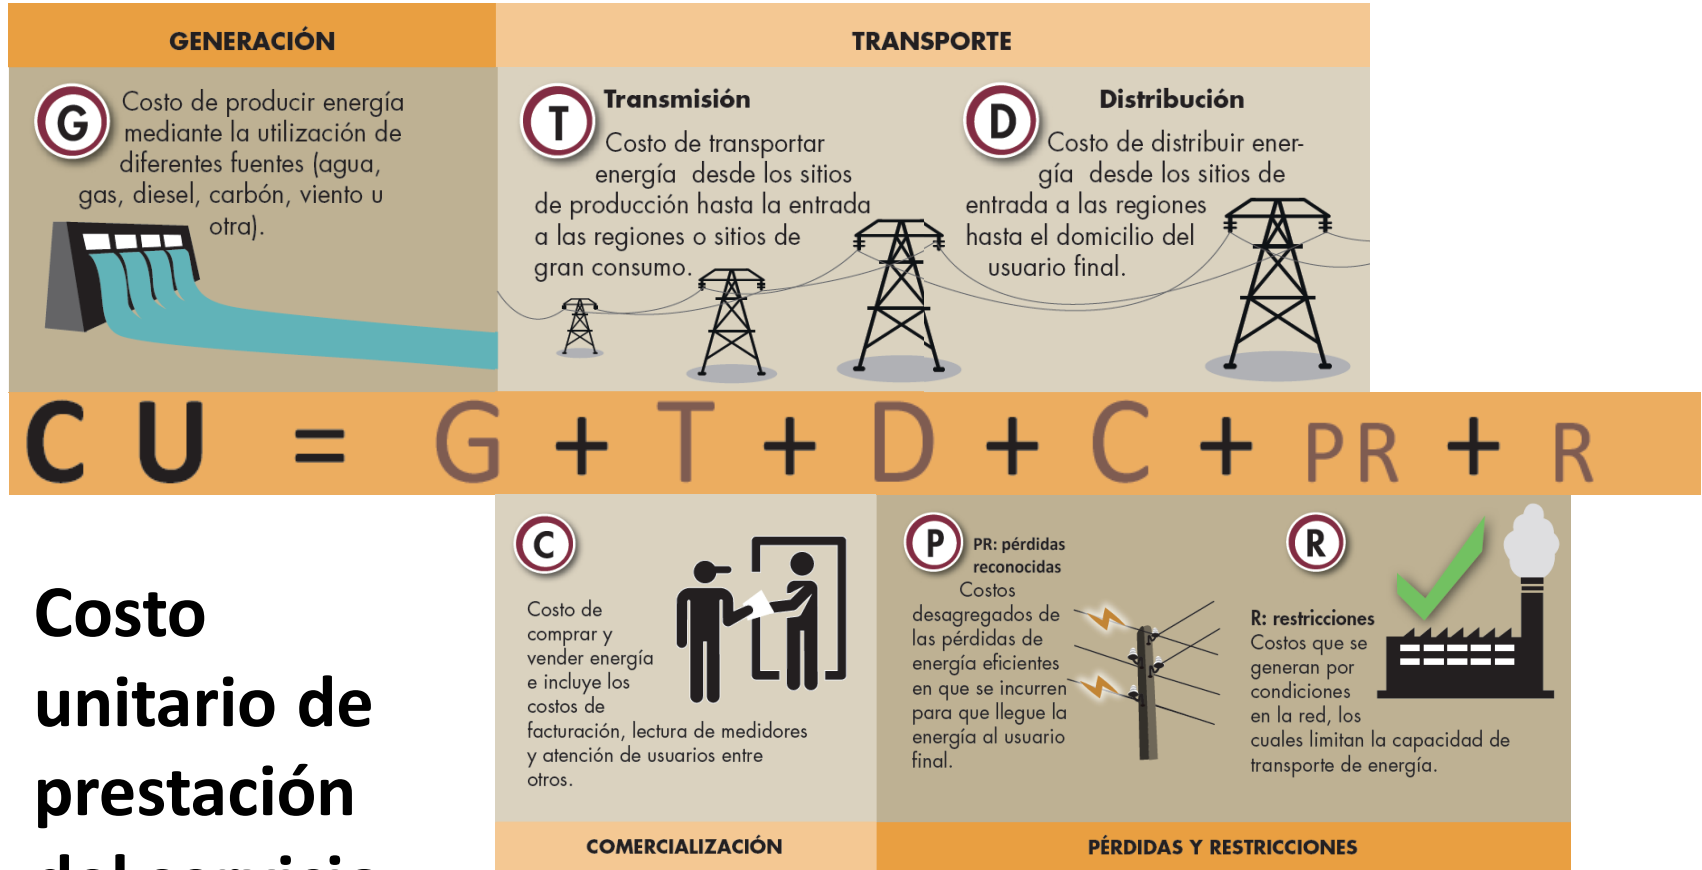 GENERACIÓN
G
Costo de producir energía
mediante la utilización de
diferentes fuentes (agua,
gas, diesel, carbón, viento u
otra).
TRANSPORTE
T
Transmisión
Costo de transportar
energía desde los sitios
de producción hasta la entrada
a las regiones o sitios de
gran consumo.
D
Distribución
Costo de distribuir ener-
gía desde los sitios de
entrada a las regiones
hasta el domicilio del
usuario final.
C U = G + T + D + C + PR + R
Costo
unitario de
prestación
del servicio
C
Costo de
comprar y
vender energía
e incluye los
costos de
facturación, lectura de medidores
y atención de usuarios entre
otros.
COMERCIALIZACIÓN
P
PR: pérdidas
reconocidas
Costos
desagregados de
las pérdidas de
energía eficientes
en que se incurren
para que llegue la
energía al usuario
final.
R
R: restricciones
Costos que se
generan por
condiciones
en la red, los
cuales limitan la capacidad de
transporte de energía.
PÉRDIDAS Y RESTRICCIONES